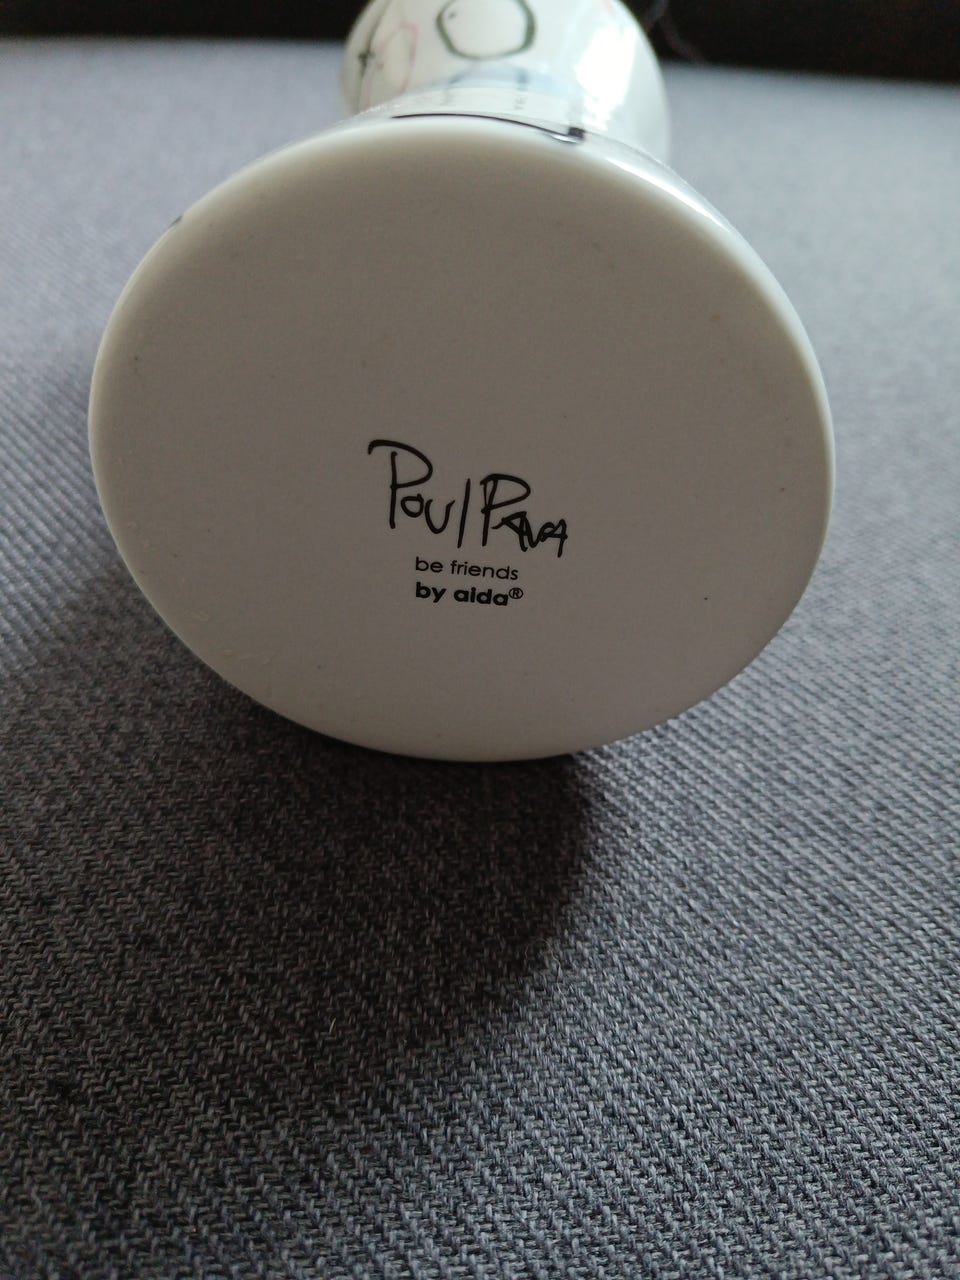 Poul Pava
be friends
by aida®